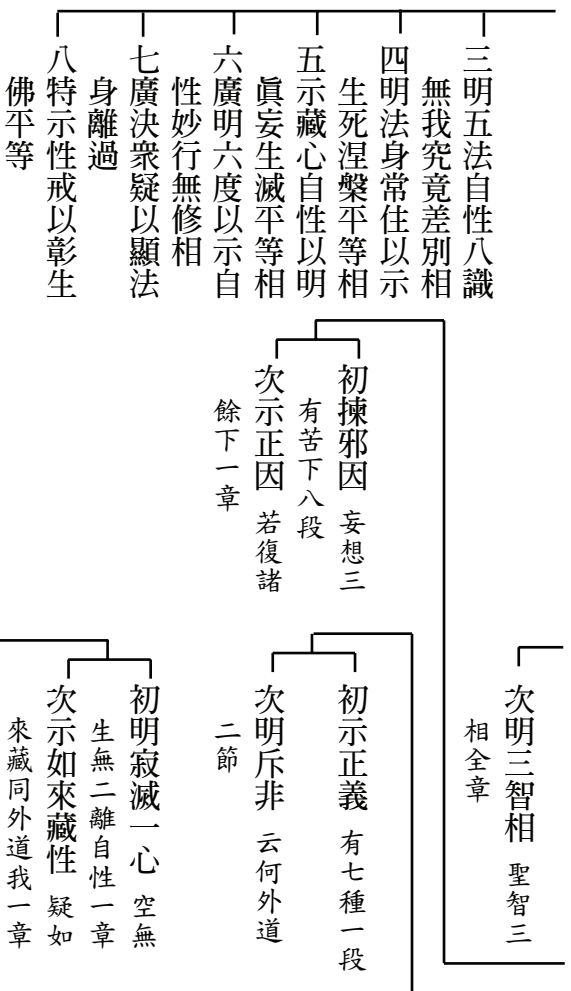 三明五法自性八識
無我究竟差別相
四明法身常住以示
生死涅槃平等相
五示藏心自性以明
眞妄生滅平等相
六廣明六度以示自
性妙行無修相
七廣決衆疑以顯法
身離過
八特示性戒以彰生
佛平等
初揀邪因 妄想三
有苦下八段
次示正因 若復諸
餘下一章
次明三智相 聖智三
相全章
初示正義 有七種一段
次明斥非 云何外道
二節
初明寂滅一心 空無
生無二離自性一章
次示如來藏性 疑如
來藏同外道我一章